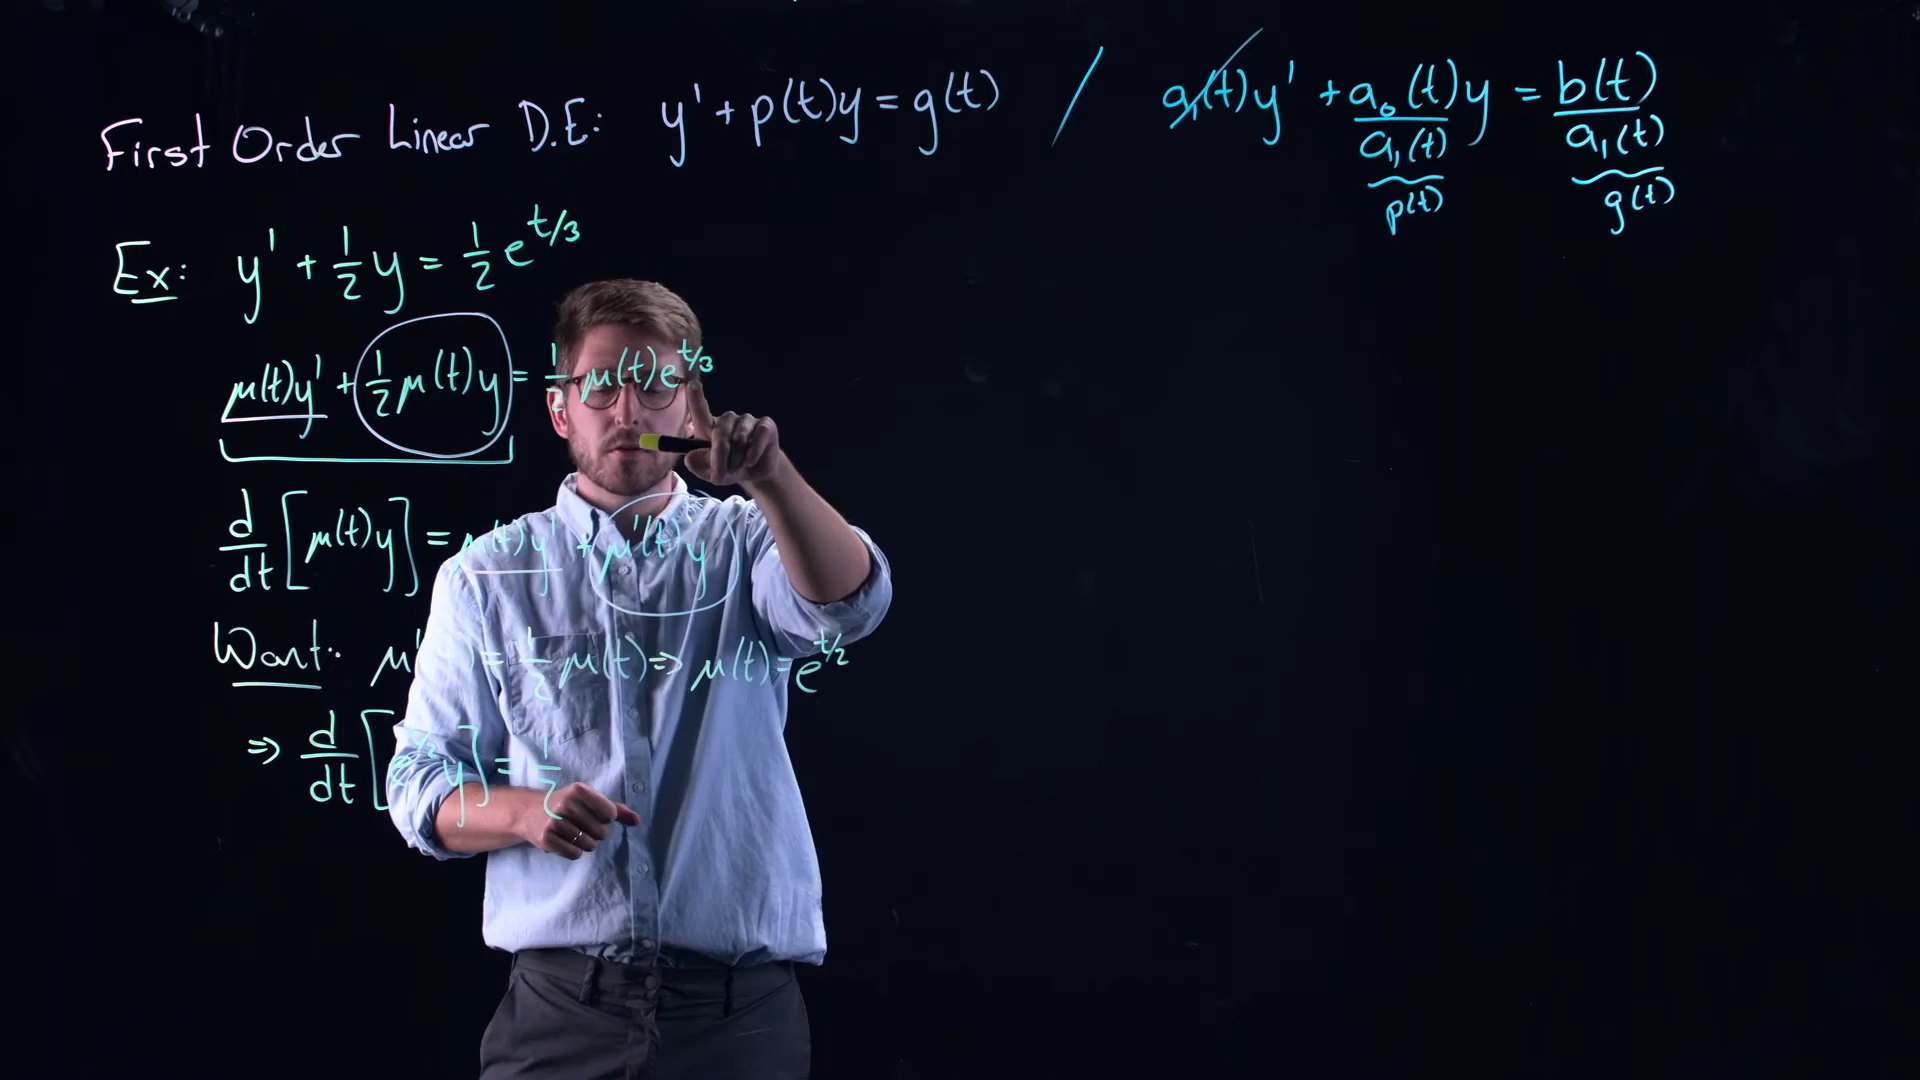 First Order Linear D.E: y' + p(t)y = g(t) / a₁(t)y' + a₀(t)/a₁(t) y = b(t)/a₁(t)
p(t) g(t)
Ex: y' + 1/2 y = 1/2 e^{t/3}
μ(t)y' + 1/2 μ(t)y = 1/2 μ(t)e^{t/3}
d/dt [μ(t)y] = μ(t)y' + μ'(t)y
Want: μ' = 1/2 μ(t) ⇒ μ(t) = e^{t/2}
⇒ d/dt [e^{t/2} y] = 1/2